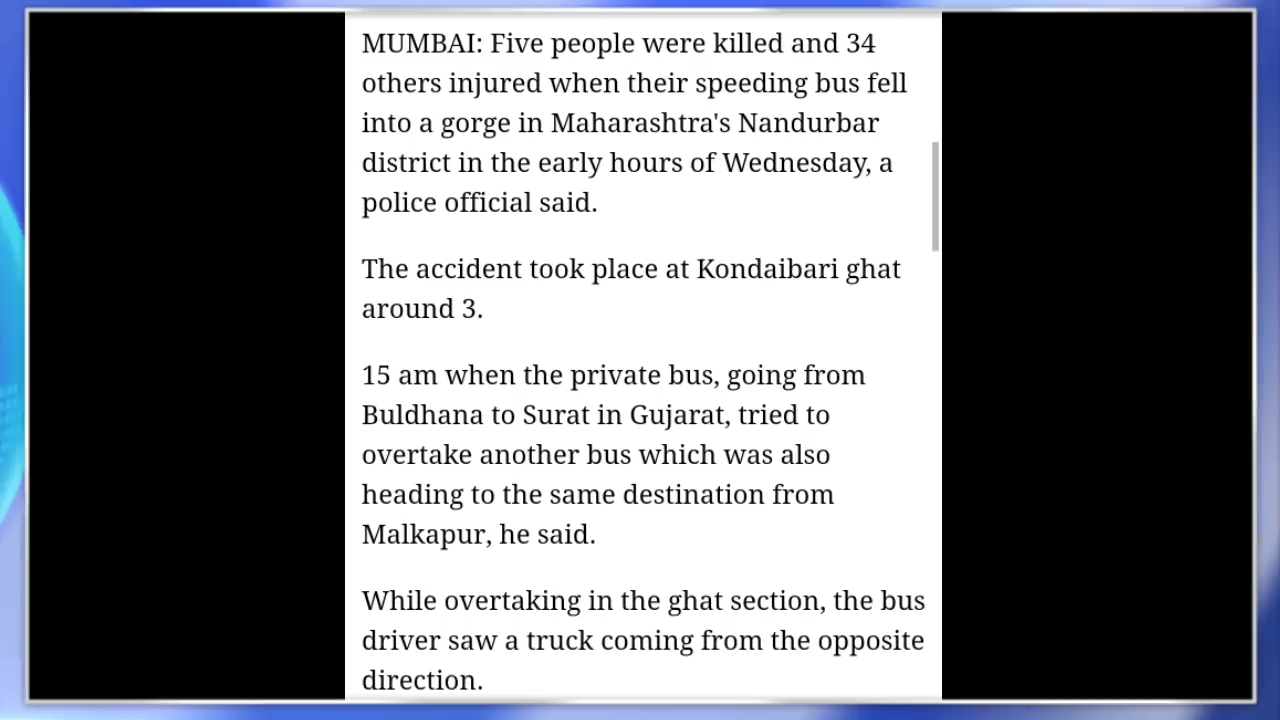 MUMBAI: Five people were killed and 34
others injured when their speeding bus fell
into a gorge in Maharashtra's Nandurbar
district in the early hours of Wednesday, a
police official said.
The accident took place at Kondaibari ghat
around 3.
15 am when the private bus, going from
Buldhana to Surat in Gujarat, tried to
overtake another bus which was also
heading to the same destination from
Malkapur, he said.
While overtaking in the ghat section, the bus
driver saw a truck coming from the opposite
direction.